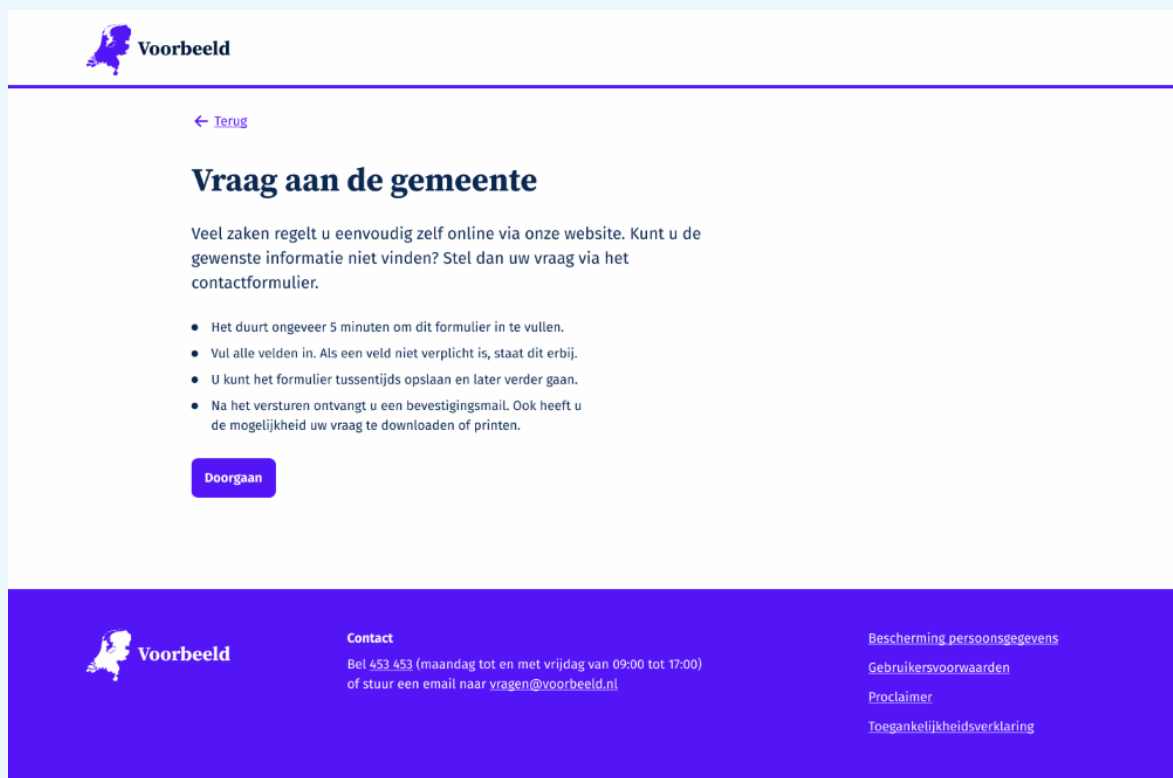 Voorbeeld
Terug
Vraag aan de gemeente
Veel zaken regelt u eenvoudig zelf online via onze website. Kunt u de
gewenste informatie niet vinden? Stel dan uw vraag via het
contactformulier.
Het duurt ongeveer 5 minuten om dit formulier in te vullen.
Vul alle velden in. Als een veld niet verplicht is, staat dit erbij.
U kunt het formulier tussentijds opslaan en later verder gaan.
Na het versturen ontvangt u een bevestigingsmail. Ook heeft u
de mogelijkheid uw vraag te downloaden of printen.
Doorgaan
Voorbeeld
Contact
Bel 453 453 (maandag tot en met vrijdag van 09:00 tot 17:00)
of stuur een email naar vragen@voorbeeld.nl
Bescherming persoonsgegevens
Gebruikersvoorwaarden
Proclaimer
Toegankelijkheidsverklaring